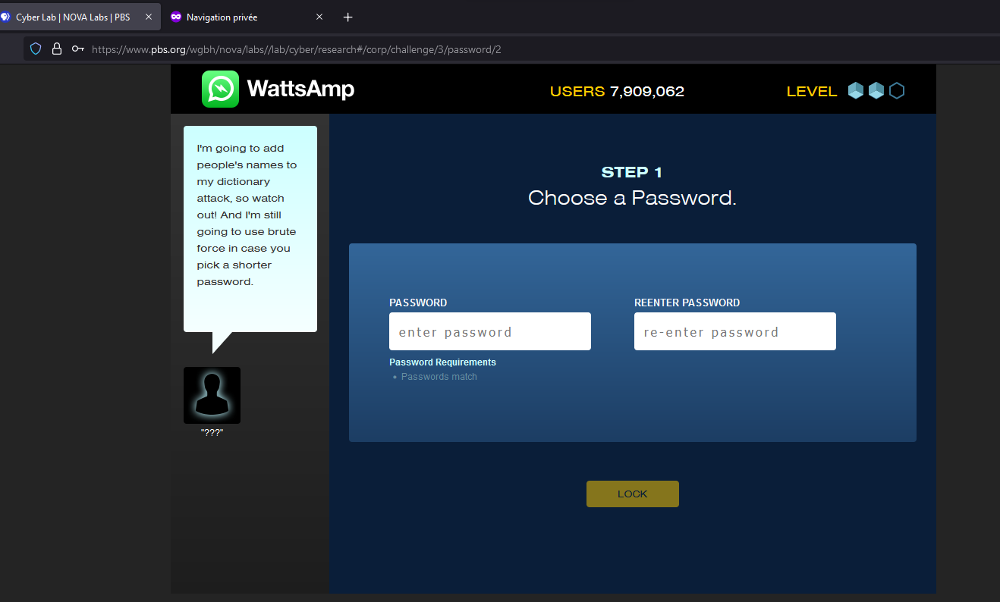 Cyber Lab | NOVA Labs | PBS
Navigation privée
https://www.pbs.org/wgbh/nova/labs//lab/cyber/research#/corp/challenge/3/password/2
WattsAmp
USERS 7,909,062
LEVEL
I'm going to add
people's names to
my dictionary
attack, so watch
out! And I'm still
going to use brute
force in case you
pick a shorter
password.
"???"
STEP 1
Choose a Password.
PASSWORD
enter password
Password Requirements
• Passwords match
REENTER PASSWORD
re-enter password
LOCK